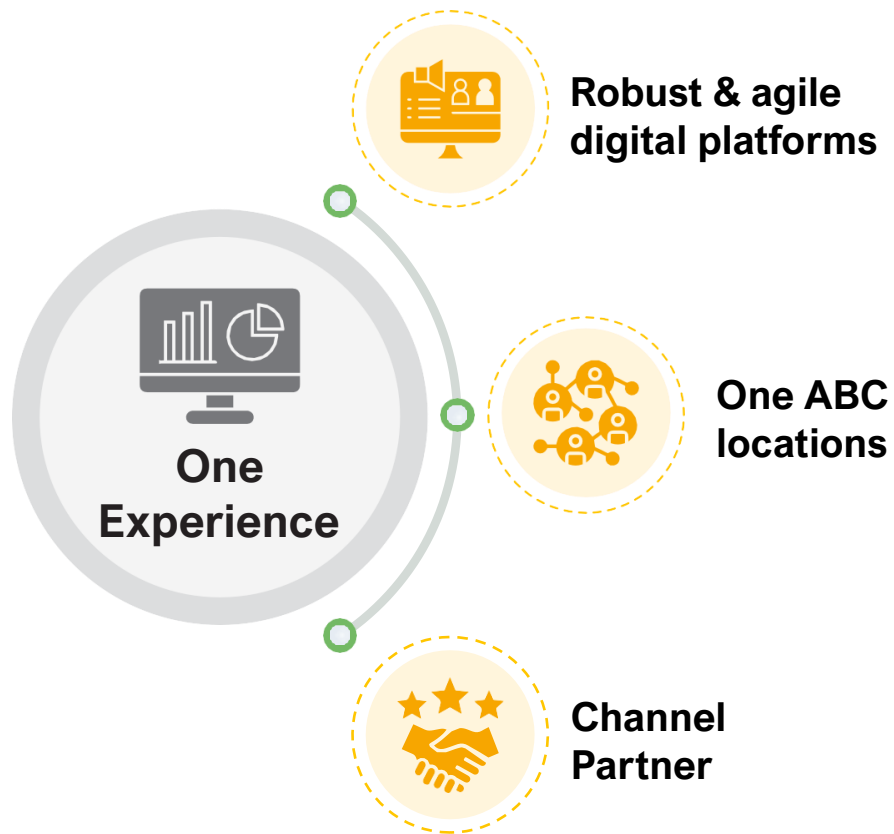 Robust & agile
digital platforms
One
Experience
One ABC
locations
Channel
Partner